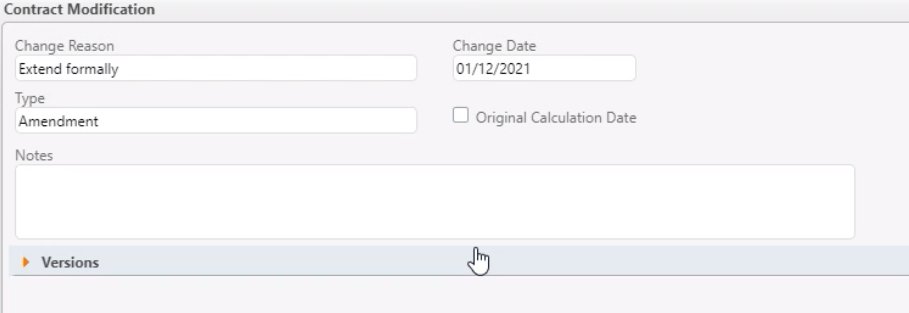 Contract Modification
Change Reason
Change Date
Extend formally
01/12/2021
Type
Amendment
Original Calculation Date
Notes
Versions